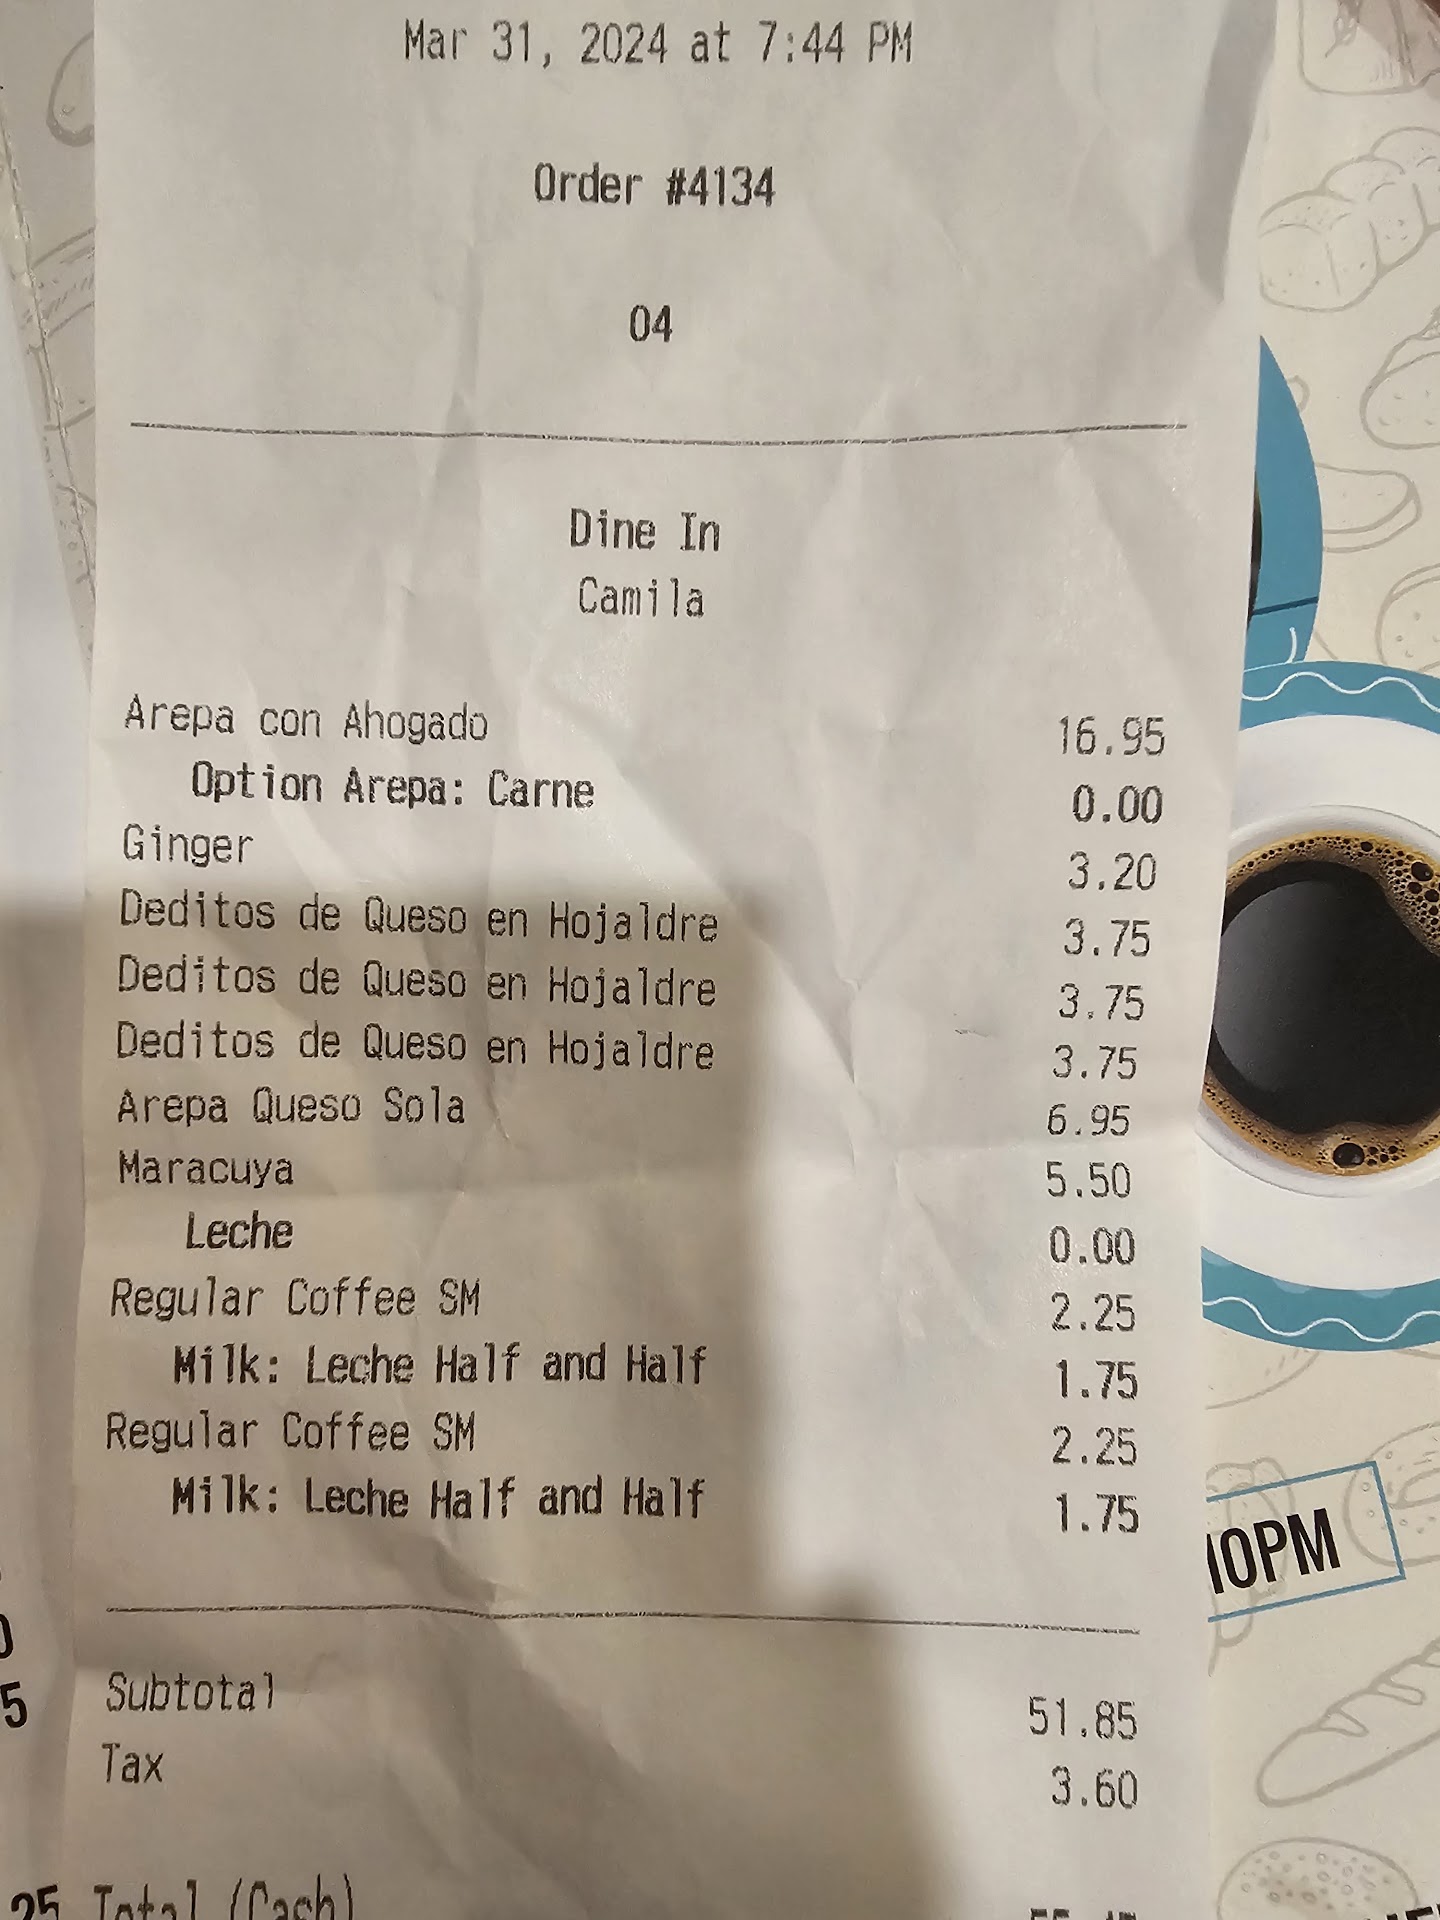 Mar 31, 2024 at 7:44 PM
Order #4134
04
Dine In
Camila
Arepa con Ahogado 16.95
Option Arepa: Carne 0.00
Ginger 3.20
Deditos de Queso en Hojaldre 3.75
Deditos de Queso en Hojaldre 3.75
Deditos de Queso en Hojaldre 3.75
Arepa Queso Sola 6.95
Maracuya 5.50
Leche 0.00
Regular Coffee SM 2.25
Milk: Leche Half and Half 1.75
Regular Coffee SM 2.25
Milk: Leche Half and Half 1.75
10PM
Subtotal 51.85
5
Tax 3.60
25
Total (Cash)